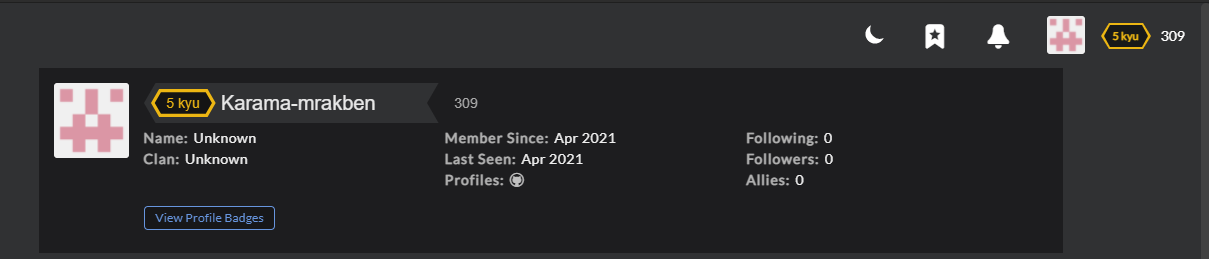 5 kyu 309
5 kyu Karama-mrakben 309
Name: Unknown Member Since: Apr 2021 Following: 0
Clan: Unknown Last Seen: Apr 2021 Followers: 0
Profiles: Allies: 0
View Profile Badges